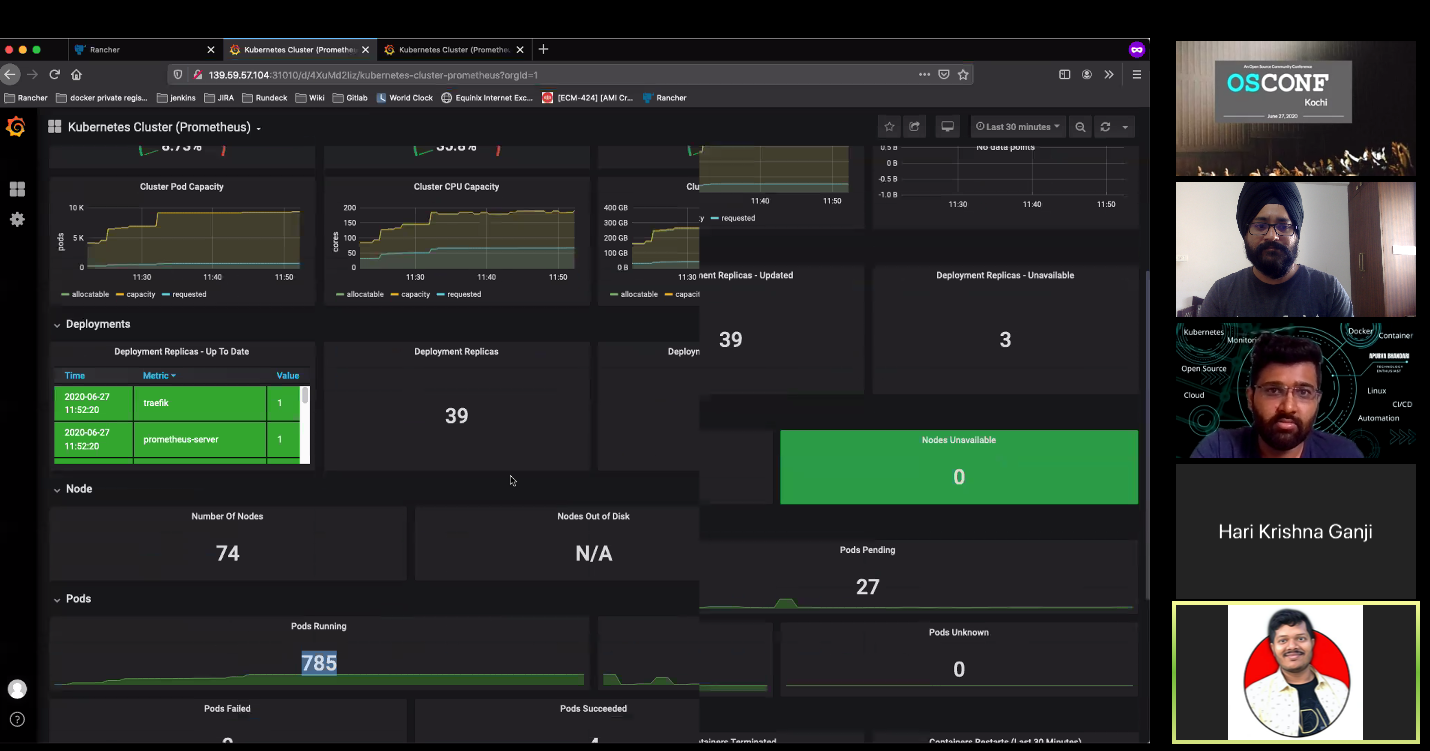 Rancher
Kubernetes Cluster (Prometheu
Kubernetes Cluster (Prometheu
139.59.57.104:31010/d/4XuMd2Iiz/kubernetes-cluster-prometheus?orgId=1
Rancher
docker private regis...
jenkins
JIRA
Rundeck
Wiki
Gitlab
World Clock
Equinix Internet Exc...
[ECM-424] [AMI Cr...
Rancher
Kubernetes Cluster (Prometheus)
Last 30 minutes
Cluster Pod Capacity
10 K
5 K
0
pods
11:30
11:40
11:50
allocatable
capacity
requested
Cluster CPU Capacity
200
150
100
50
0
cores
11:30
11:40
11:50
allocatable
capacity
requested
400 GB
300 GB
200 GB
100 GB
0 B
11:30
allocatable
11:40
11:50
requested
0.5 B
0 B
-0.5 B
-1.0 B
No data points
11:30
11:40
11:50
Deployments
Deployment Replicas - Up To Date
Time Metric Value
2020-06-27
11:52:20
traefik
1
2020-06-27
11:52:20
prometheus-server
1
Deployment Replicas
39
ent Replicas - Updated
39
Deployment Replicas - Unavailable
3
Node
Number Of Nodes
74
Nodes Out of Disk
N/A
Nodes Unavailable
0
Pods
Pods Running
785
Pods Pending
27
Pods Unknown
0
Pods Failed
Pods Succeeded
Containers Restarts (Last 30 Minutes)
An Open Source Community Conference
OSCONF
Kochi
June 27, 2020
Kubernetes
Monitor
Docker
Container
Open Source
APURVA BHANDARI
TECHNOLOGY
ENTHUSIAST
Cloud
Linux
CI/CD
Automation
Hari Krishna Ganji